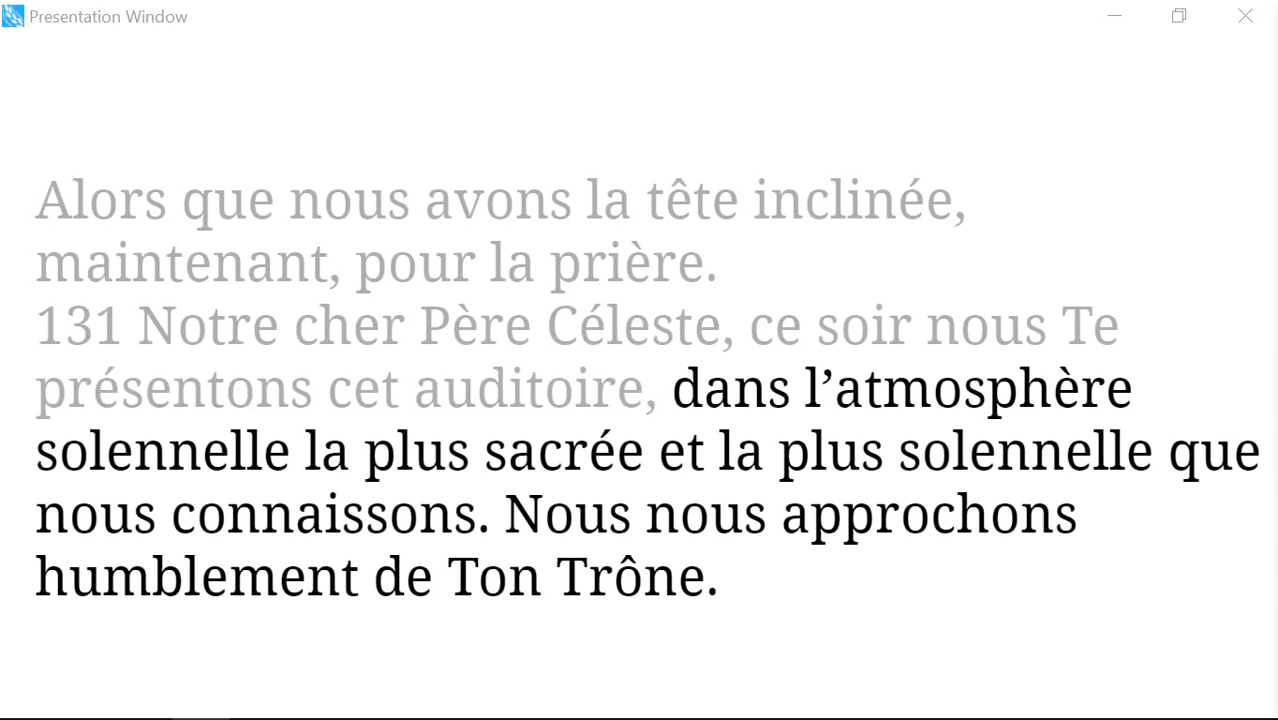 Presentation Window
Alors que nous avons la tête inclinée,
maintenant, pour la prière.
131 Notre cher Père Céleste, ce soir nous Te
présentons cet auditoire, dans l’atmosphère
solennelle la plus sacrée et la plus solennelle que
nous connaissons. Nous nous approchons
humblement de Ton Trône.